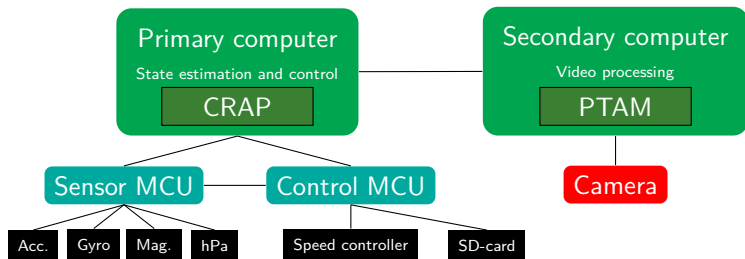 Primary computer
State estimation and control
CRAP
Secondary computer
Video processing
PTAM
Sensor MCU
Control MCU
Camera
Acc.
Gyro
Mag.
hPa
Speed controller
SD-card